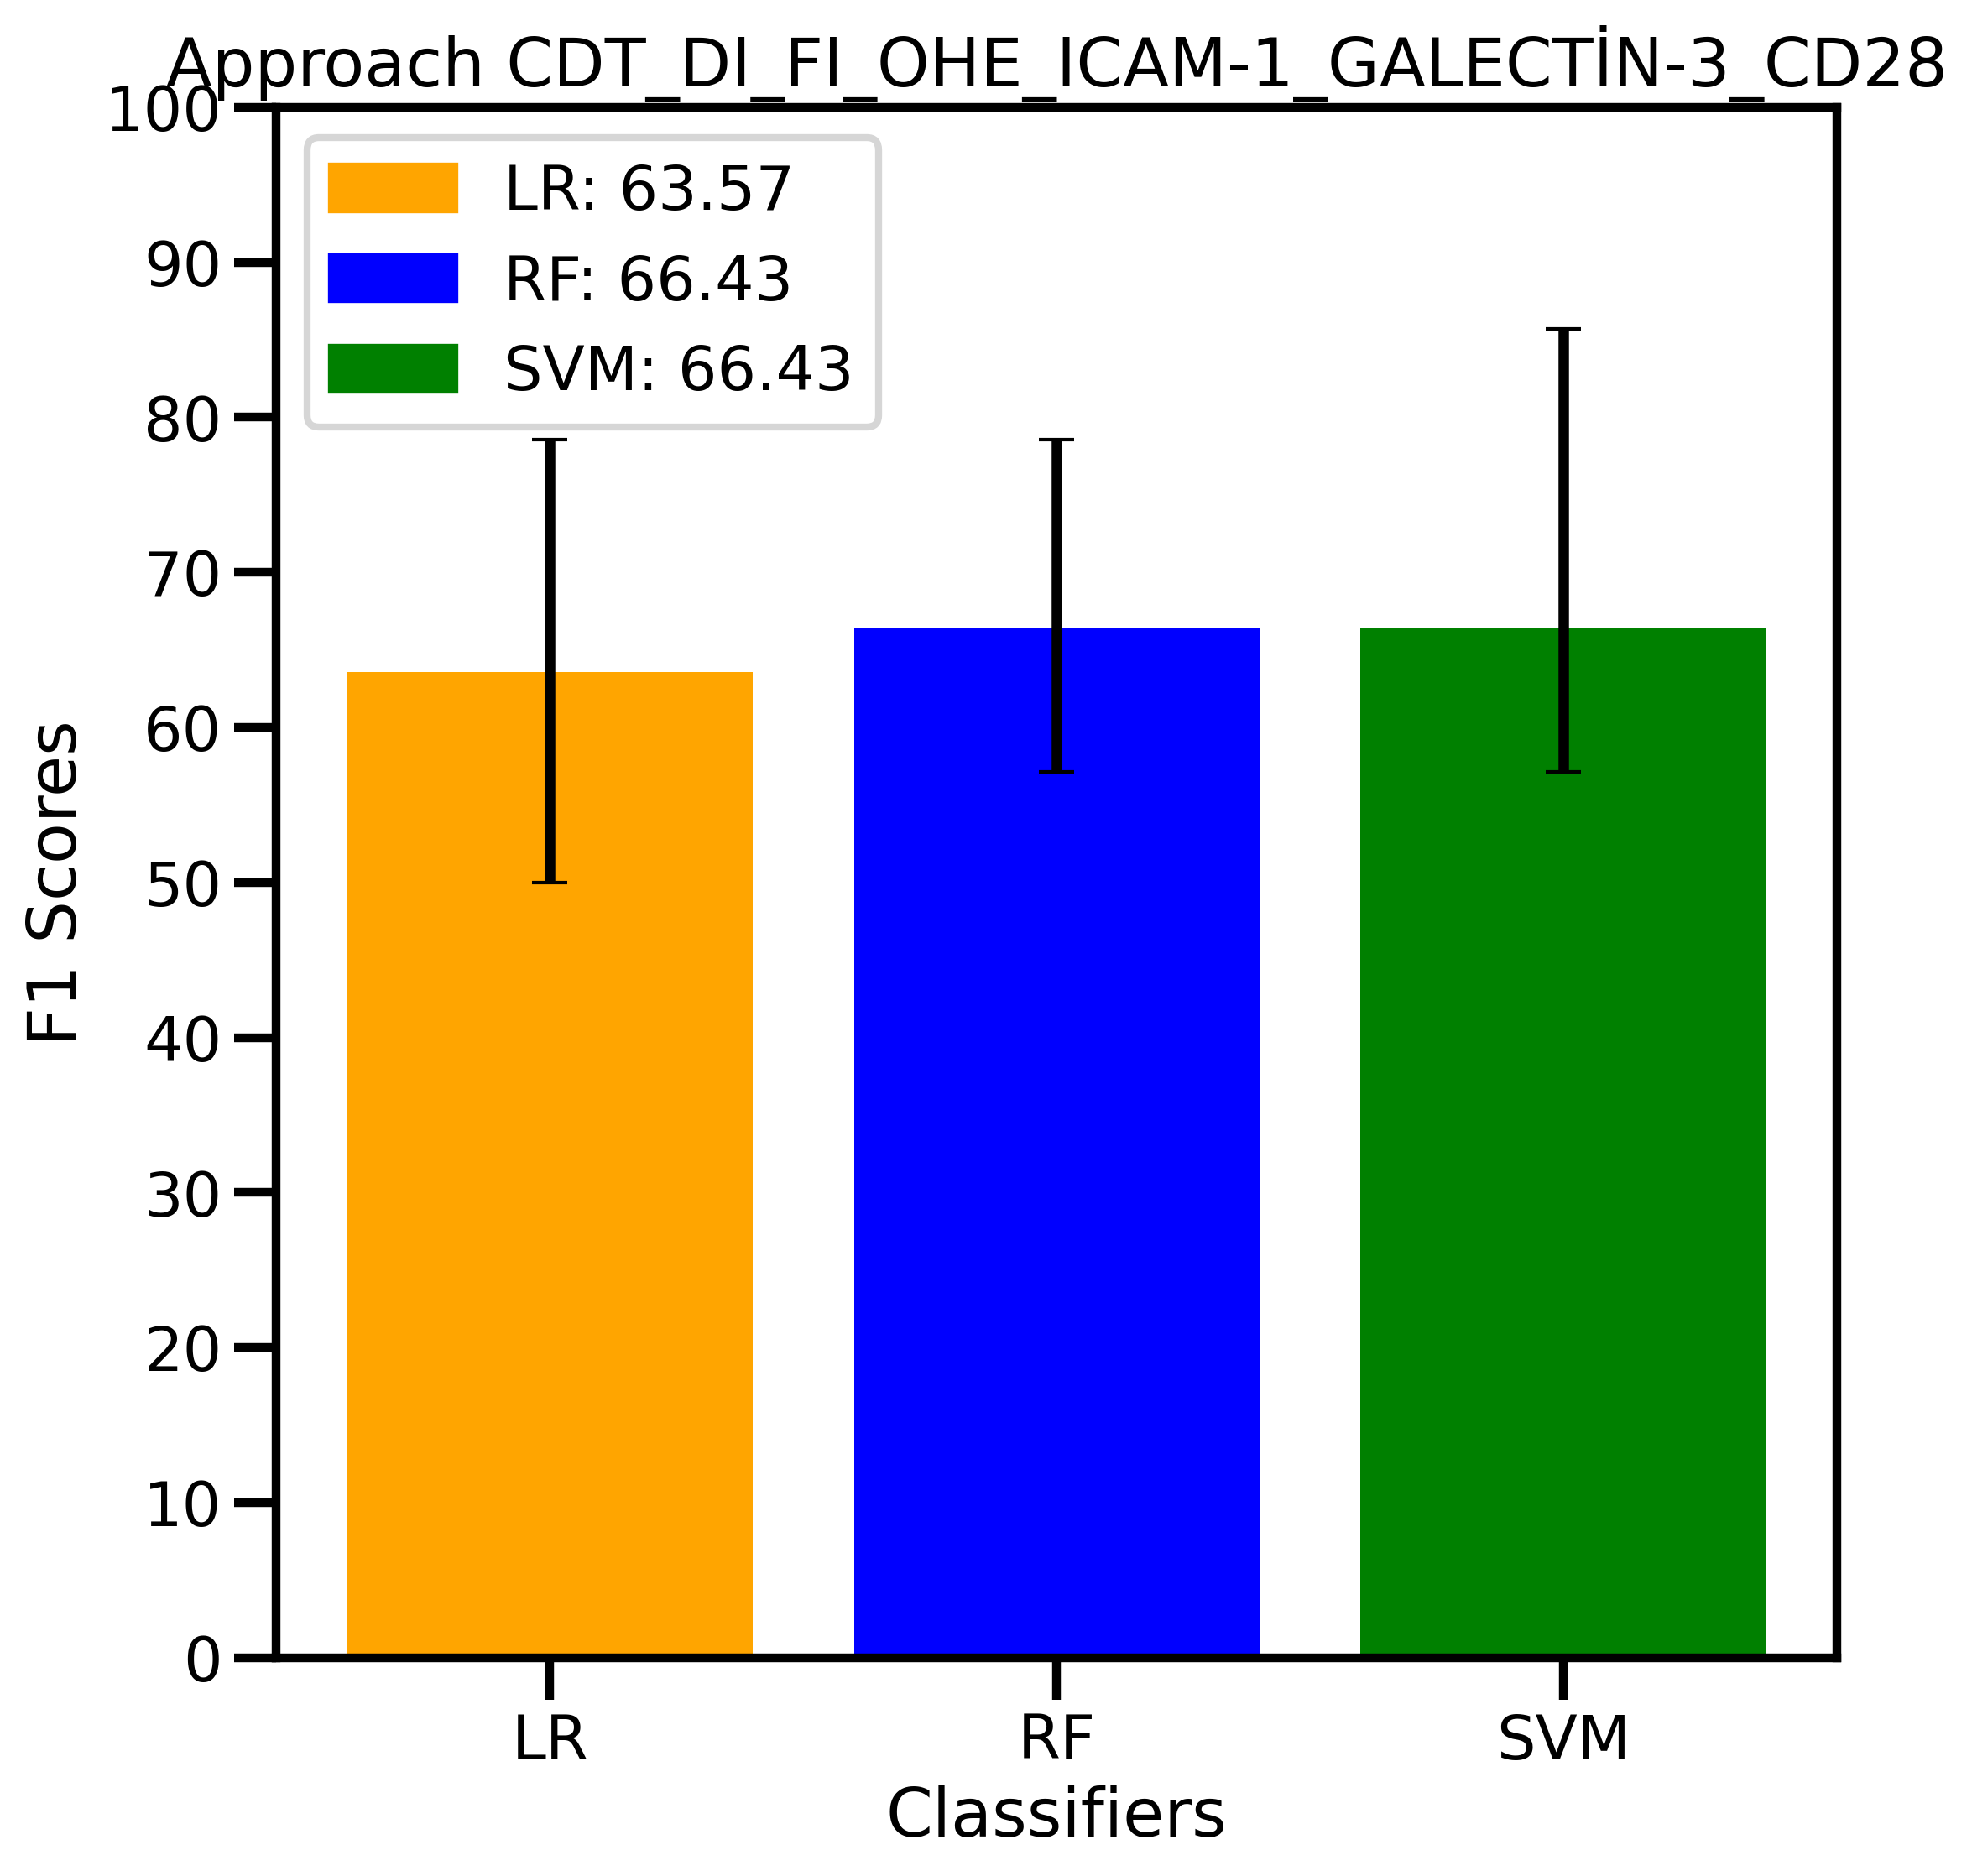 Approach CDT_DI_FI_OHE_ICAM-1_GALECTİN-3_CD28
100
90
80
70
60
50
40
30
20
10
0
F1 Scores
LR: 63.57
RF: 66.43
SVM: 66.43
LR
RF
SVM
Classifiers